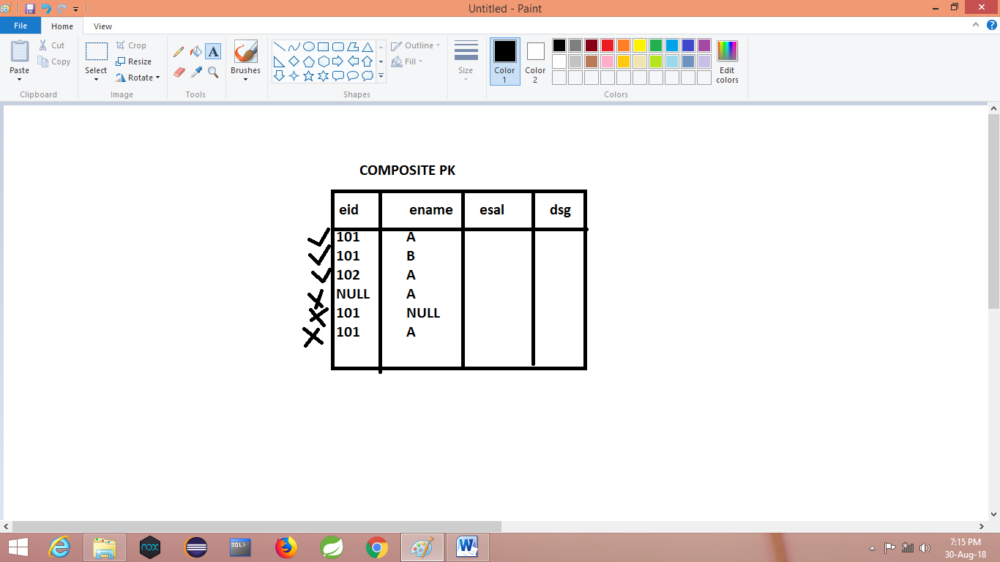 Untitled - Paint
File Home View
Paste Cut Copy Clipboard
Select Crop Resize Rotate Image
A Tools
Brushes
Shapes Outline Fill
Size
Color 1 Color 2 Edit colors Colors
COMPOSITE PK
eid ename esal dsg
101 A
101 B
102 A
NULL A
101 NULL
101 A
nox SQL> W
7:15 PM
30-Aug-18